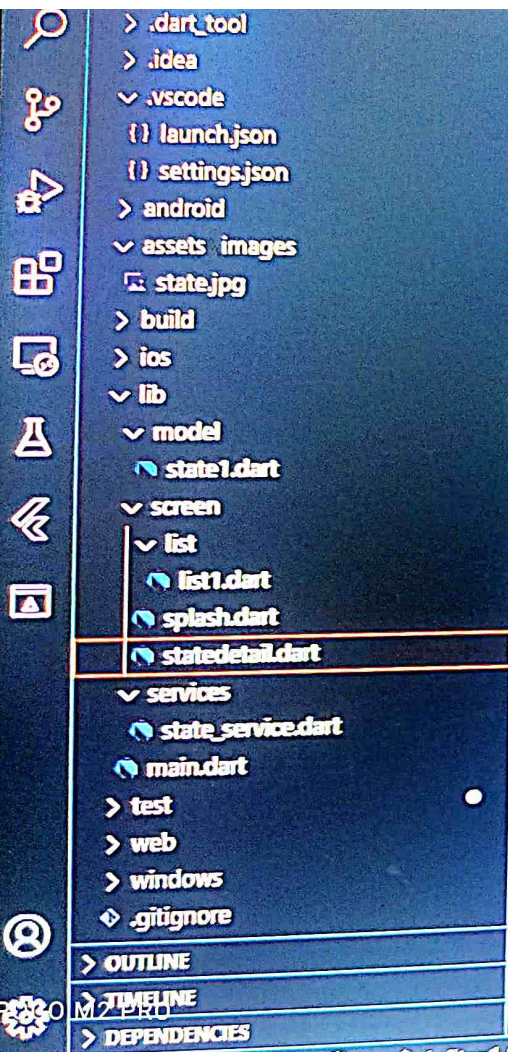 .dart_tool
.idea
.vscode
{} launch.json
{} settings.json
android
assets images
state.jpg
build
ios
lib
model
state1.dart
screen
list
list1.dart
splash.dart
statedetail.dart
services
state_service.dart
main.dart
test
web
windows
.gitignore
OUTLINE
TIMELINE
M2 PRO
DEPENDENCIES